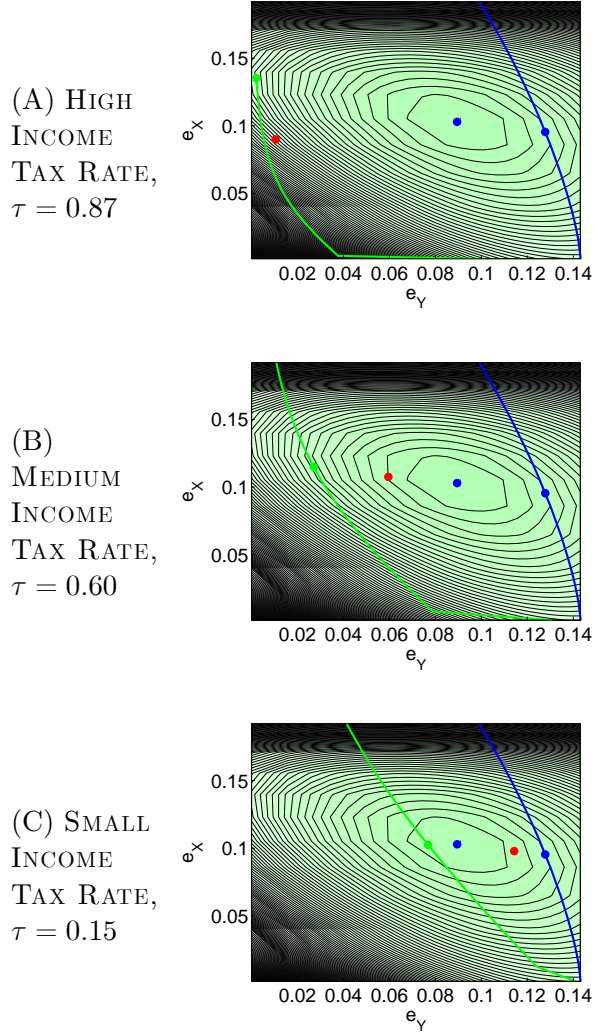 (A) HIGH
INCOME
TAX RATE,
τ = 0.87
e_X
0.15
0.1
0.05
0.02 0.04 0.06 0.08 0.1 0.12 0.14
e_Y
(B)
MEDIUM
INCOME
TAX RATE,
τ = 0.60
e_X
0.15
0.1
0.05
0.02 0.04 0.06 0.08 0.1 0.12 0.14
e_Y
(C) SMALL
INCOME
TAX RATE,
τ = 0.15
e_X
0.15
0.1
0.05
0.02 0.04 0.06 0.08 0.1 0.12 0.14
e_Y